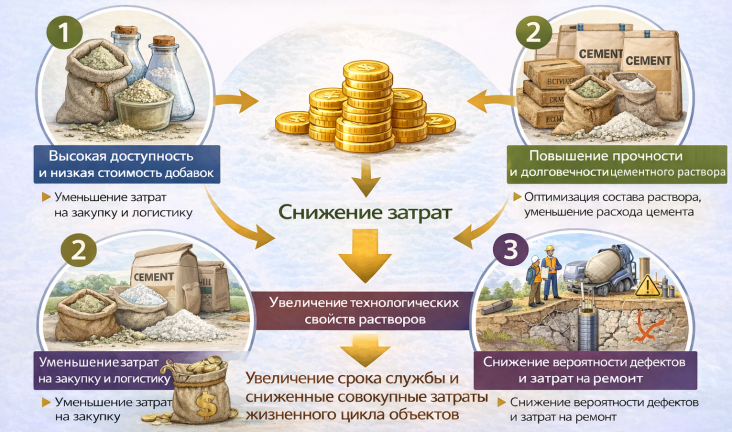 1
Высокая доступность
и низкая стоимость добавок
Уменьшение затрат
на закупку и логистику
2
CEMENT
CEMENT
Повышение прочности
и долговечности цементного раствора
Оптимизация состава раствора,
уменьшение расхода цемента
Снижение затрат
2
CEMENT
Уменьшение затрат
на закупку и логистику
Уменьшение затрат
на закупку
$
Увеличение технологических
свойств растворов
Увеличение срока службы и
сниженные совокупные затраты
жизненного цикла объектов
3
Снижение вероятности дефектов
и затрат на ремонт
Снижение вероятности дефектов
и затрат на ремонт